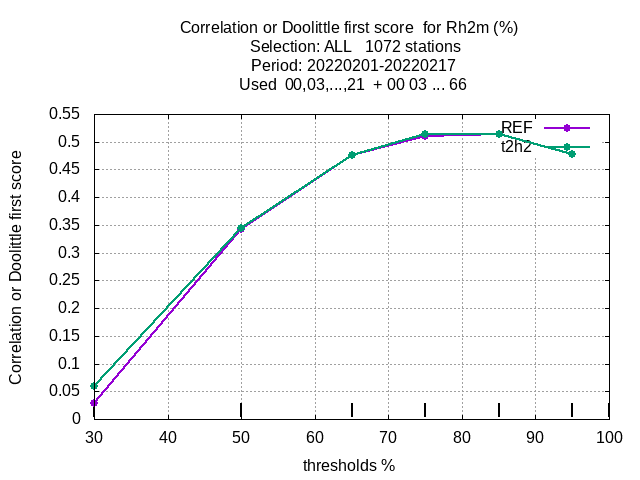 Correlation or Doolittle first score  for Rh2m (%)
Selection: ALL   1072 stations
Period: 20220201-20220217
Used  00,03,...,21  + 00 03 ... 66
Correlation or Doolittle first score
0.55
0.5
0.45
0.4
0.35
0.3
0.25
0.2
0.15
0.1
0.05
0
REF
t2h2
30 40 50 60 70 80 90 100
thresholds %